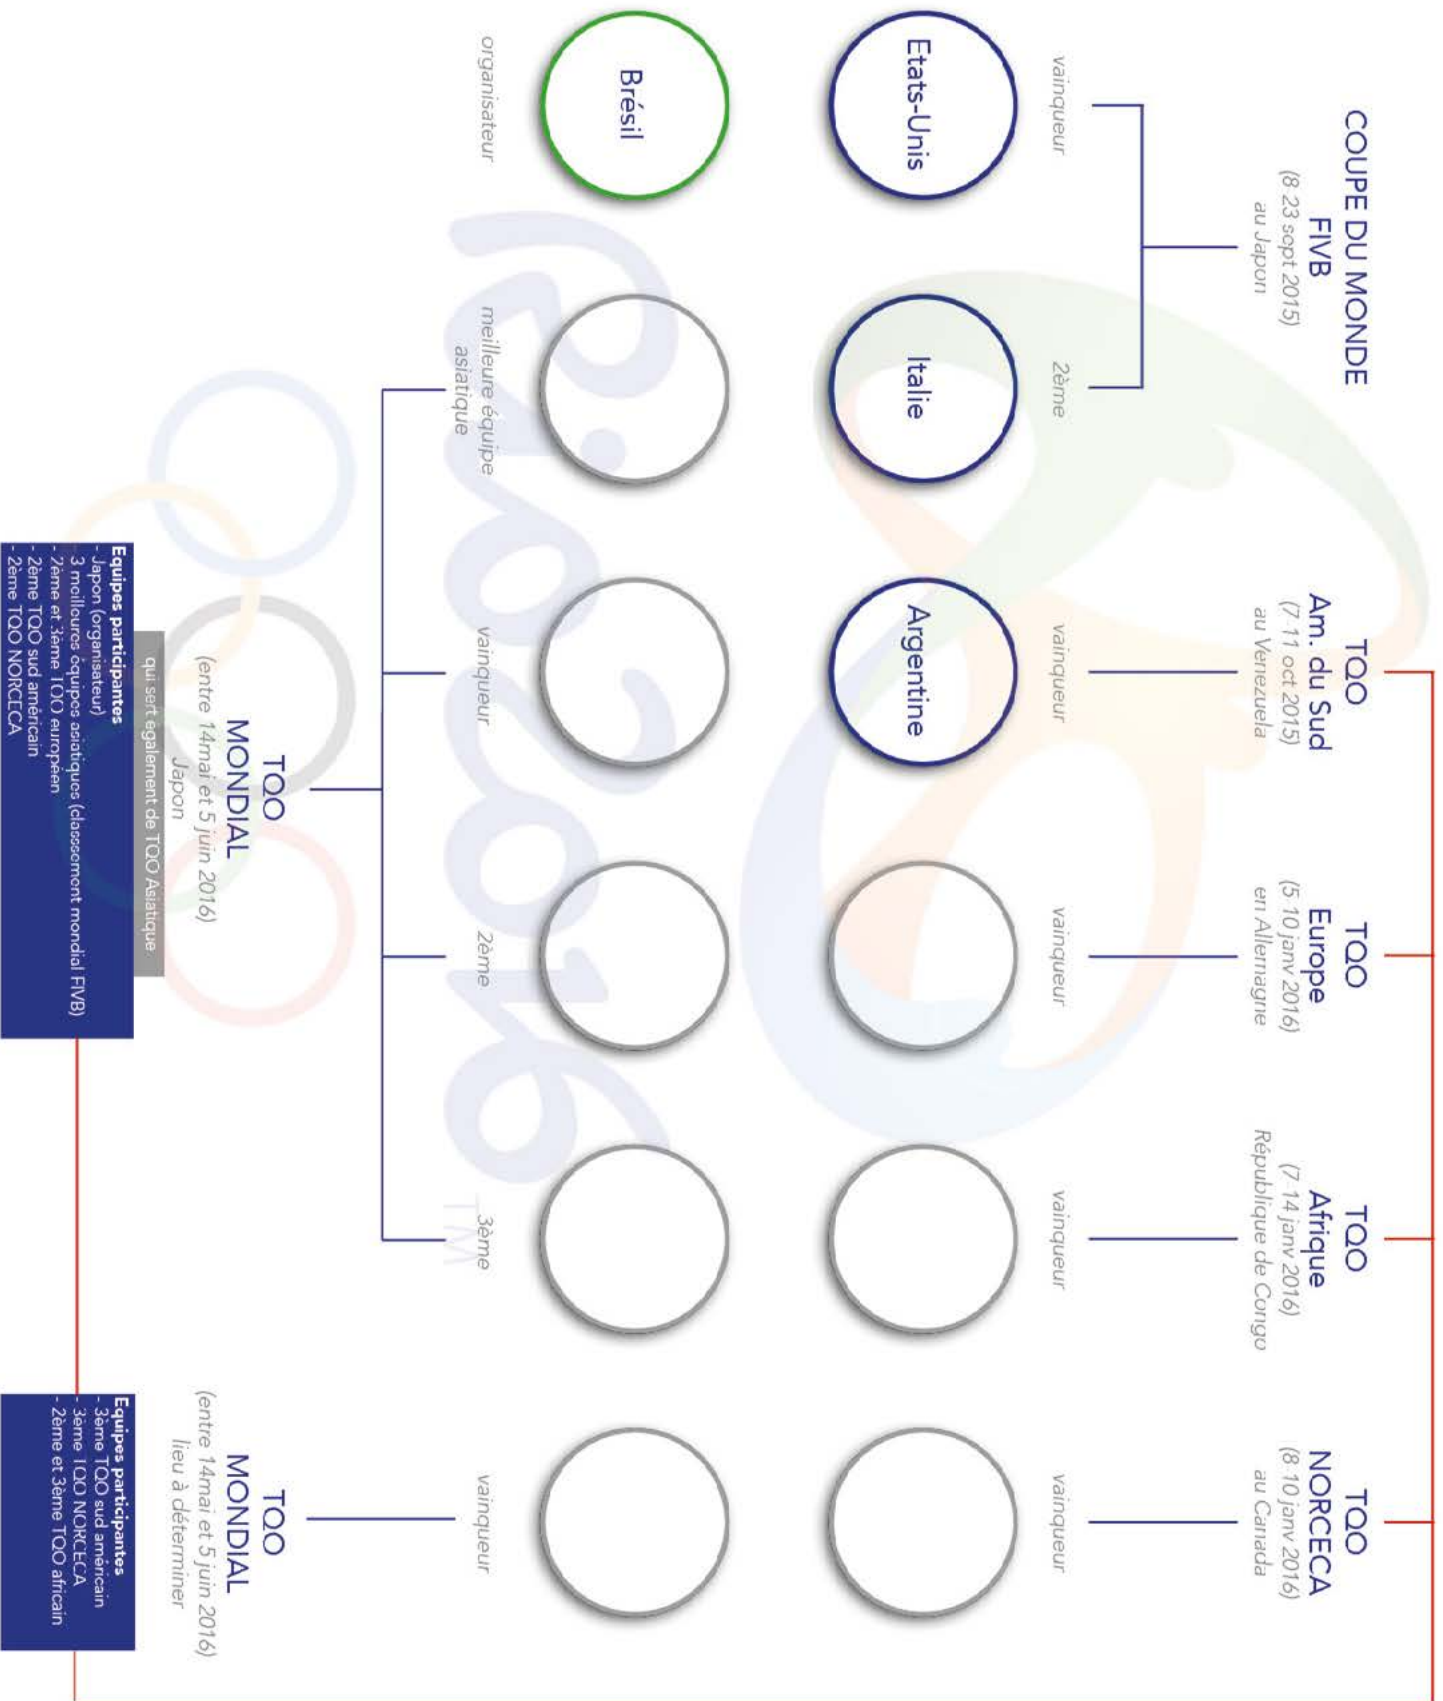 COUPE DU MONDE
FIVB
(8 23 sept 2015)
au Japon
TQO
Am. du Sud
(7 11 oct 2015)
au Venezuela
TQO
Europe
(5 10 janv 2016)
en Allemagne
TQO
Afrique
(7 14 janv 2016)
République de Congo
TQO
NORCECA
(8 10 janv 2016)
au Canada
vainqueur
2ème
vainqueur
vainqueur
vainqueur
vainqueur
Etats-Unis
Italie
Argentine
Brésil
organisateur
meilleure équipe
asiatique
vainqueur
2ème
3ème
vainqueur
Rio2016
TM
TQO
MONDIAL
(entre 14mai et 5 juin 2016)
Japon
qui sert également de TQO Asiatique
Equipes participantes
- Japon (organisateur)
3 meilleures équipes asiatiques (classement mondial FIVB)
- 2ème et 3ème TQO européen
- 2ème TQO sud américain
- 2ème TQO NORCECA
TQO
MONDIAL
(entre 14mai et 5 juin 2016)
lieu à déterminer
Equipes participantes
- 3ème TQO sud américain
3ème TQO NORCECA
- 2ème et 3ème TQO africain